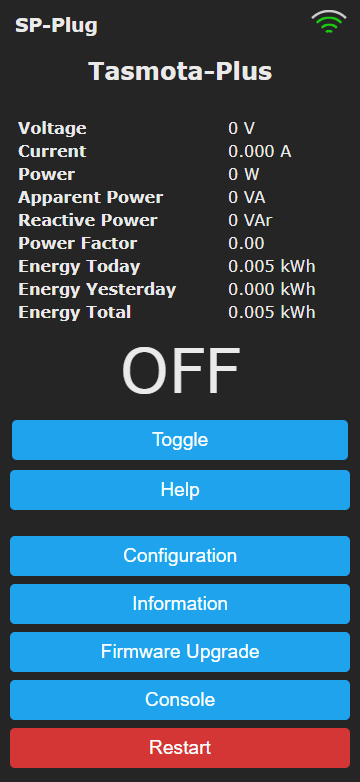 SP-Plug
Tasmota-Plus
Voltage 0 V
Current 0.000 A
Power 0 W
Apparent Power 0 VA
Reactive Power 0 VAr
Power Factor 0.00
Energy Today 0.005 kWh
Energy Yesterday 0.000 kWh
Energy Total 0.005 kWh
OFF
Toggle
Help
Configuration
Information
Firmware Upgrade
Console
Restart